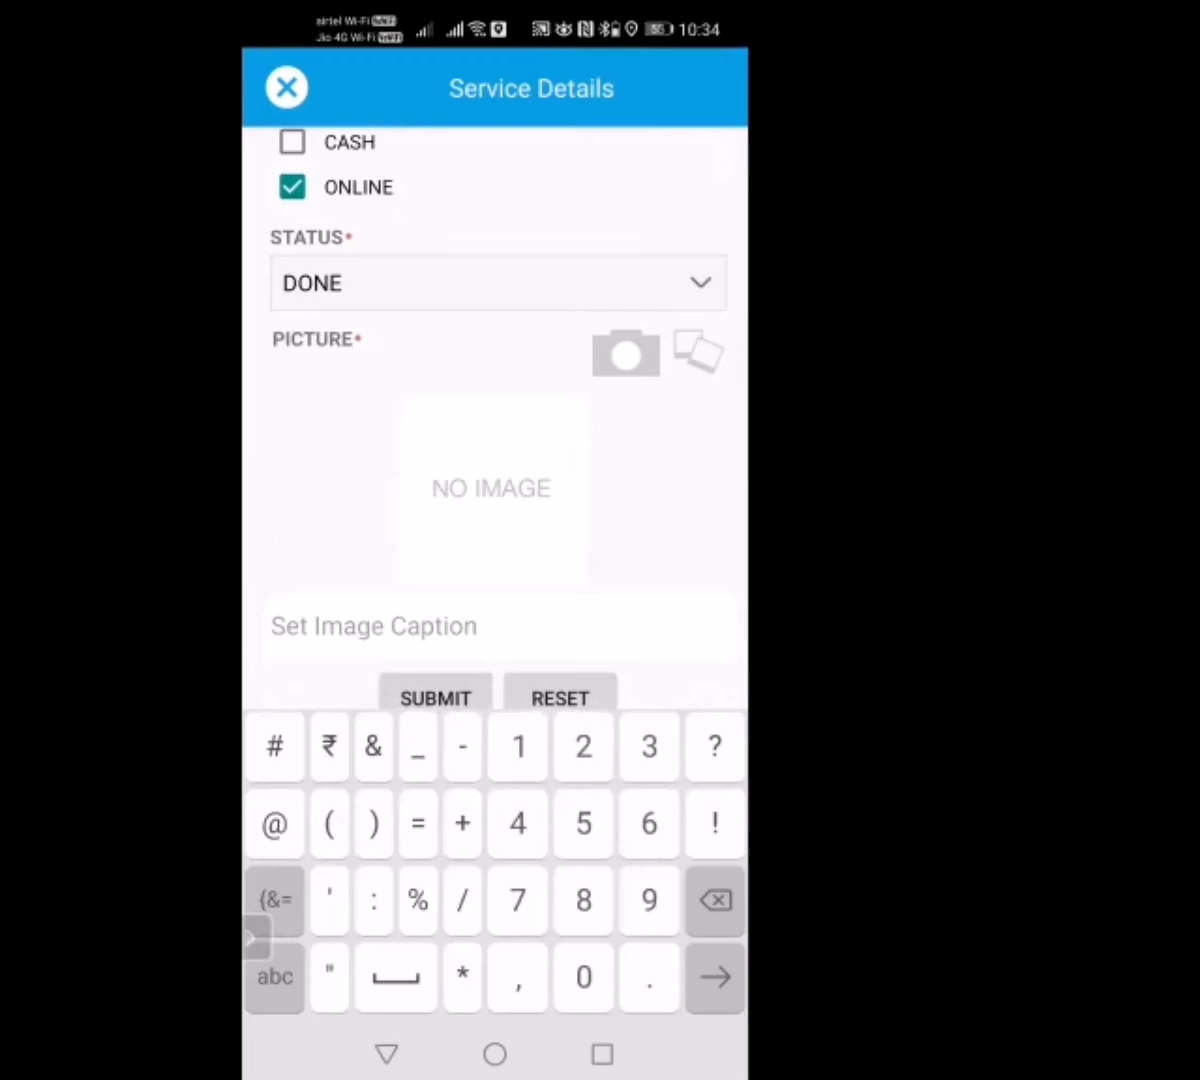 airtel Wi-Fi
Jio 4G Wi-Fi
10:34
Service Details
CASH
ONLINE
STATUS*
DONE
PICTURE*
NO IMAGE
Set Image Caption
SUBMIT RESET
# ₹ & _ - 1 2 3 ?
@ ( ) = + 4 5 6 !
{&= ' : % / 7 8 9
abc " * , 0 .